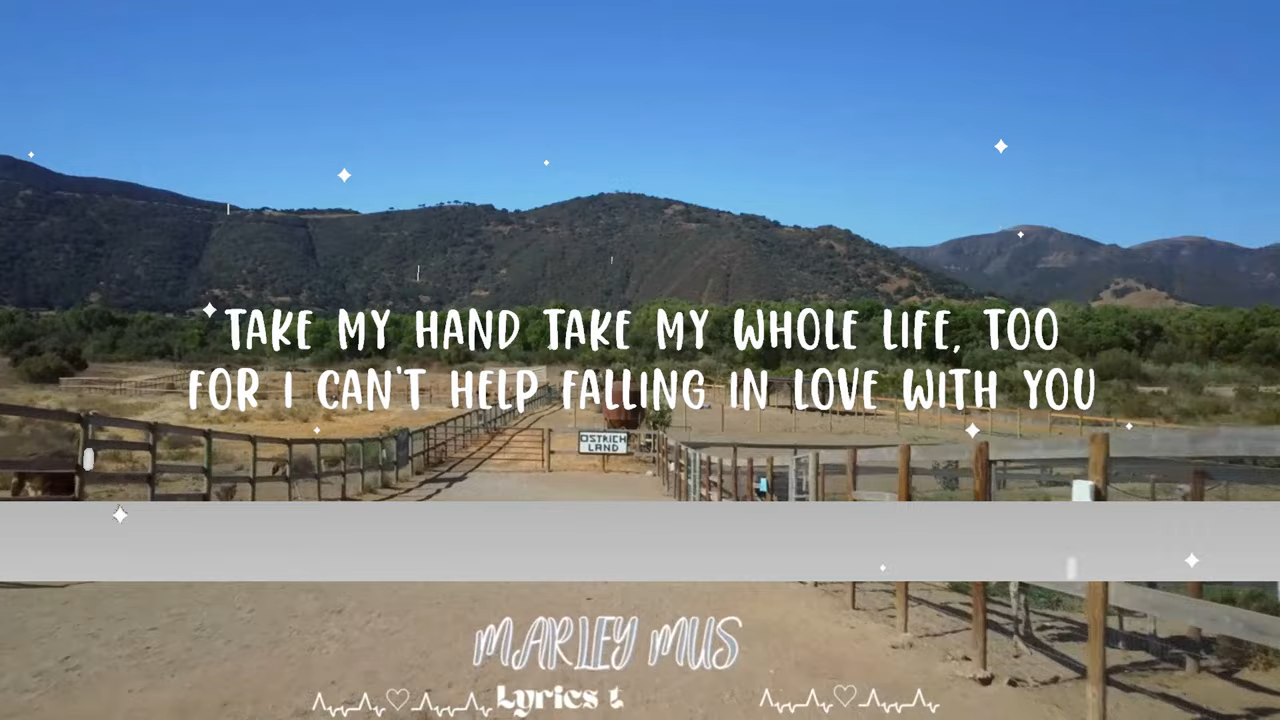 TAKE MY HAND TAKE MY WHOLE LIFE, TOO
FOR I CAN'T HELP FALLING IN LOVE WITH YOU
OSTRICH
LAND
MARLEY MUS
Lyrics t